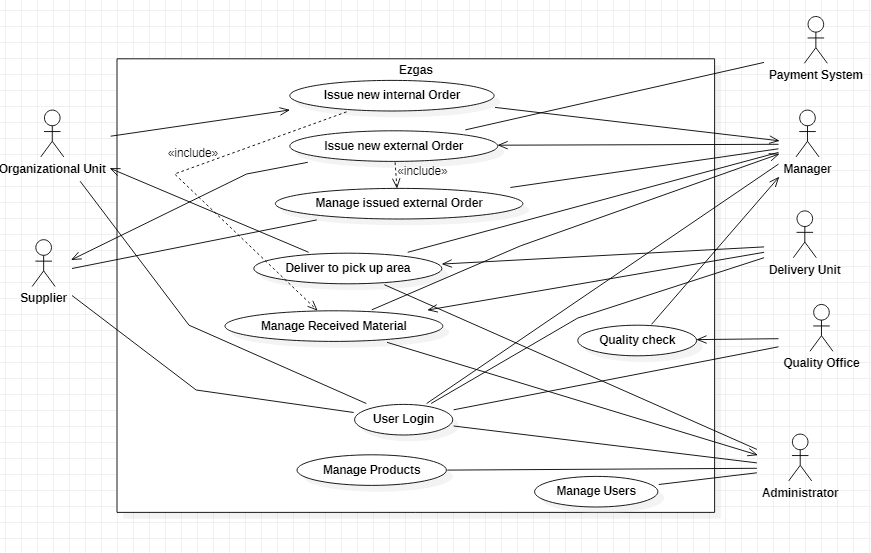 Ezgas
Payment System
Issue new internal Order
«include»
Issue new external Order
Organizational Unit
Manager
«include»
Manage issued external Order
Deliver to pick up area
Delivery Unit
Supplier
Manage Received Material
Quality check
Quality Office
User Login
Manage Products
Manage Users
Administrator